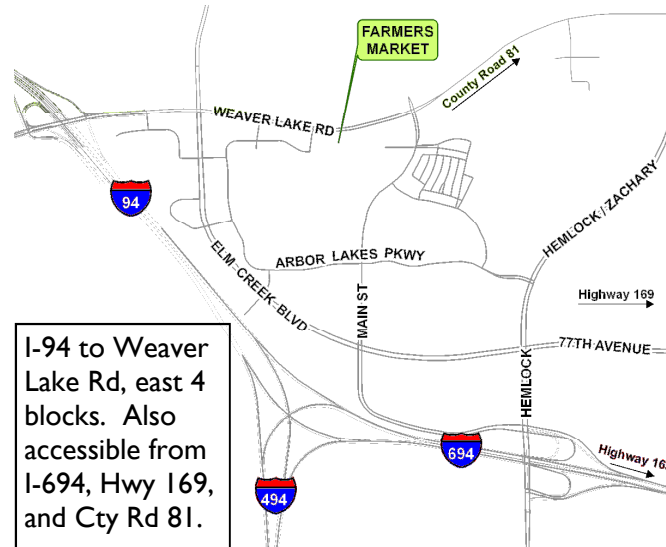 FARMERS
MARKET
County Road 81
WEAVER LAKE RD
94
HEMLOCK / ZACHARY
ARBOR LAKES PKWY
ELM-CREEK-BLVD
MAIN ST
Highway 169
77TH AVENUE
HEMLOCK
I-94 to Weaver
Lake Rd, east 4
blocks. Also
accessible from
I-694, Hwy 169,
and Cty Rd 81.
694
494
Highway 16